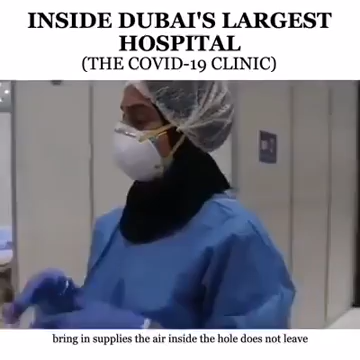 INSIDE DUBAI'S LARGEST
HOSPITAL
(THE COVID-19 CLINIC)
bring in supplies the air inside the hole does not leave